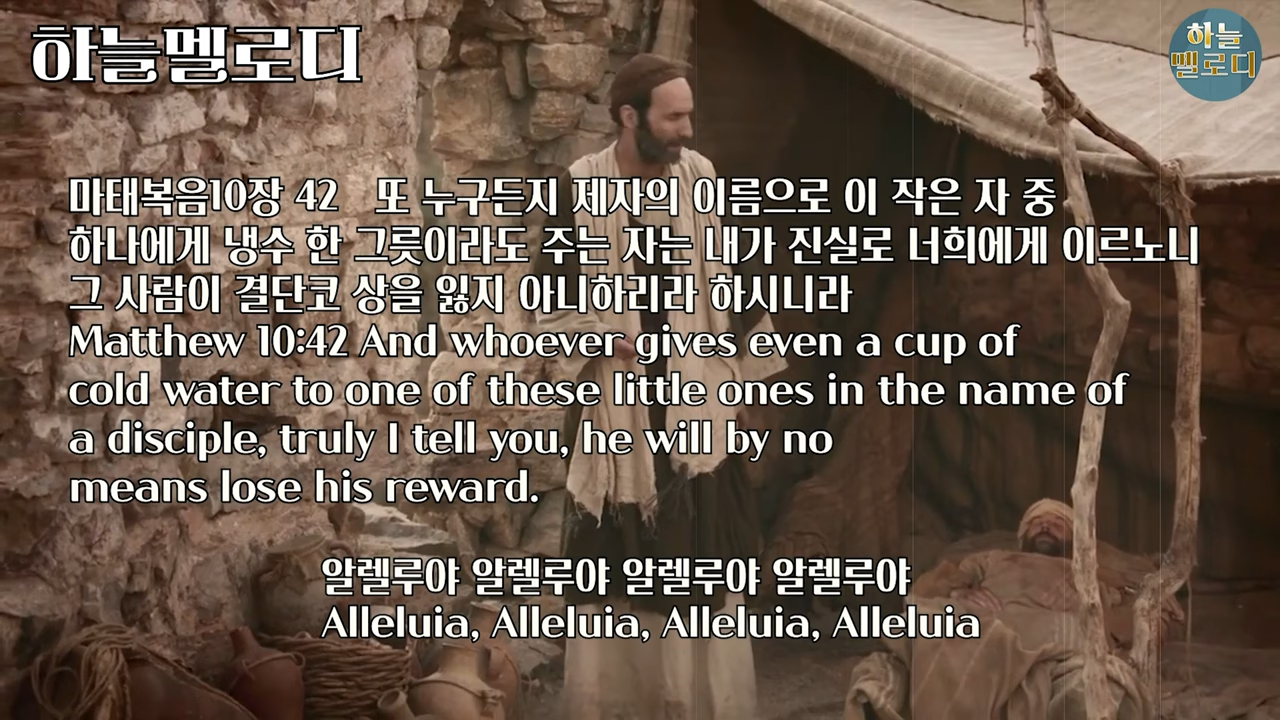 하늘멜로디
하늘
멜로디
마태복음10장 42 또 누구든지 제자의 이름으로 이 작은 자 중
하나에게 냉수 한 그릇이라도 주는 자는 내가 진실로 너희에게 이르노니
그 사람이 결단코 상을 잃지 아니하리라 하시니라
Matthew 10:42 And whoever gives even a cup of
cold water to one of these little ones in the name of
a disciple, truly I tell you, he will by no
means lose his reward.
알렐루야 알렐루야 알렐루야 알렐루야
Alleluia, Alleluia, Alleluia, Alleluia